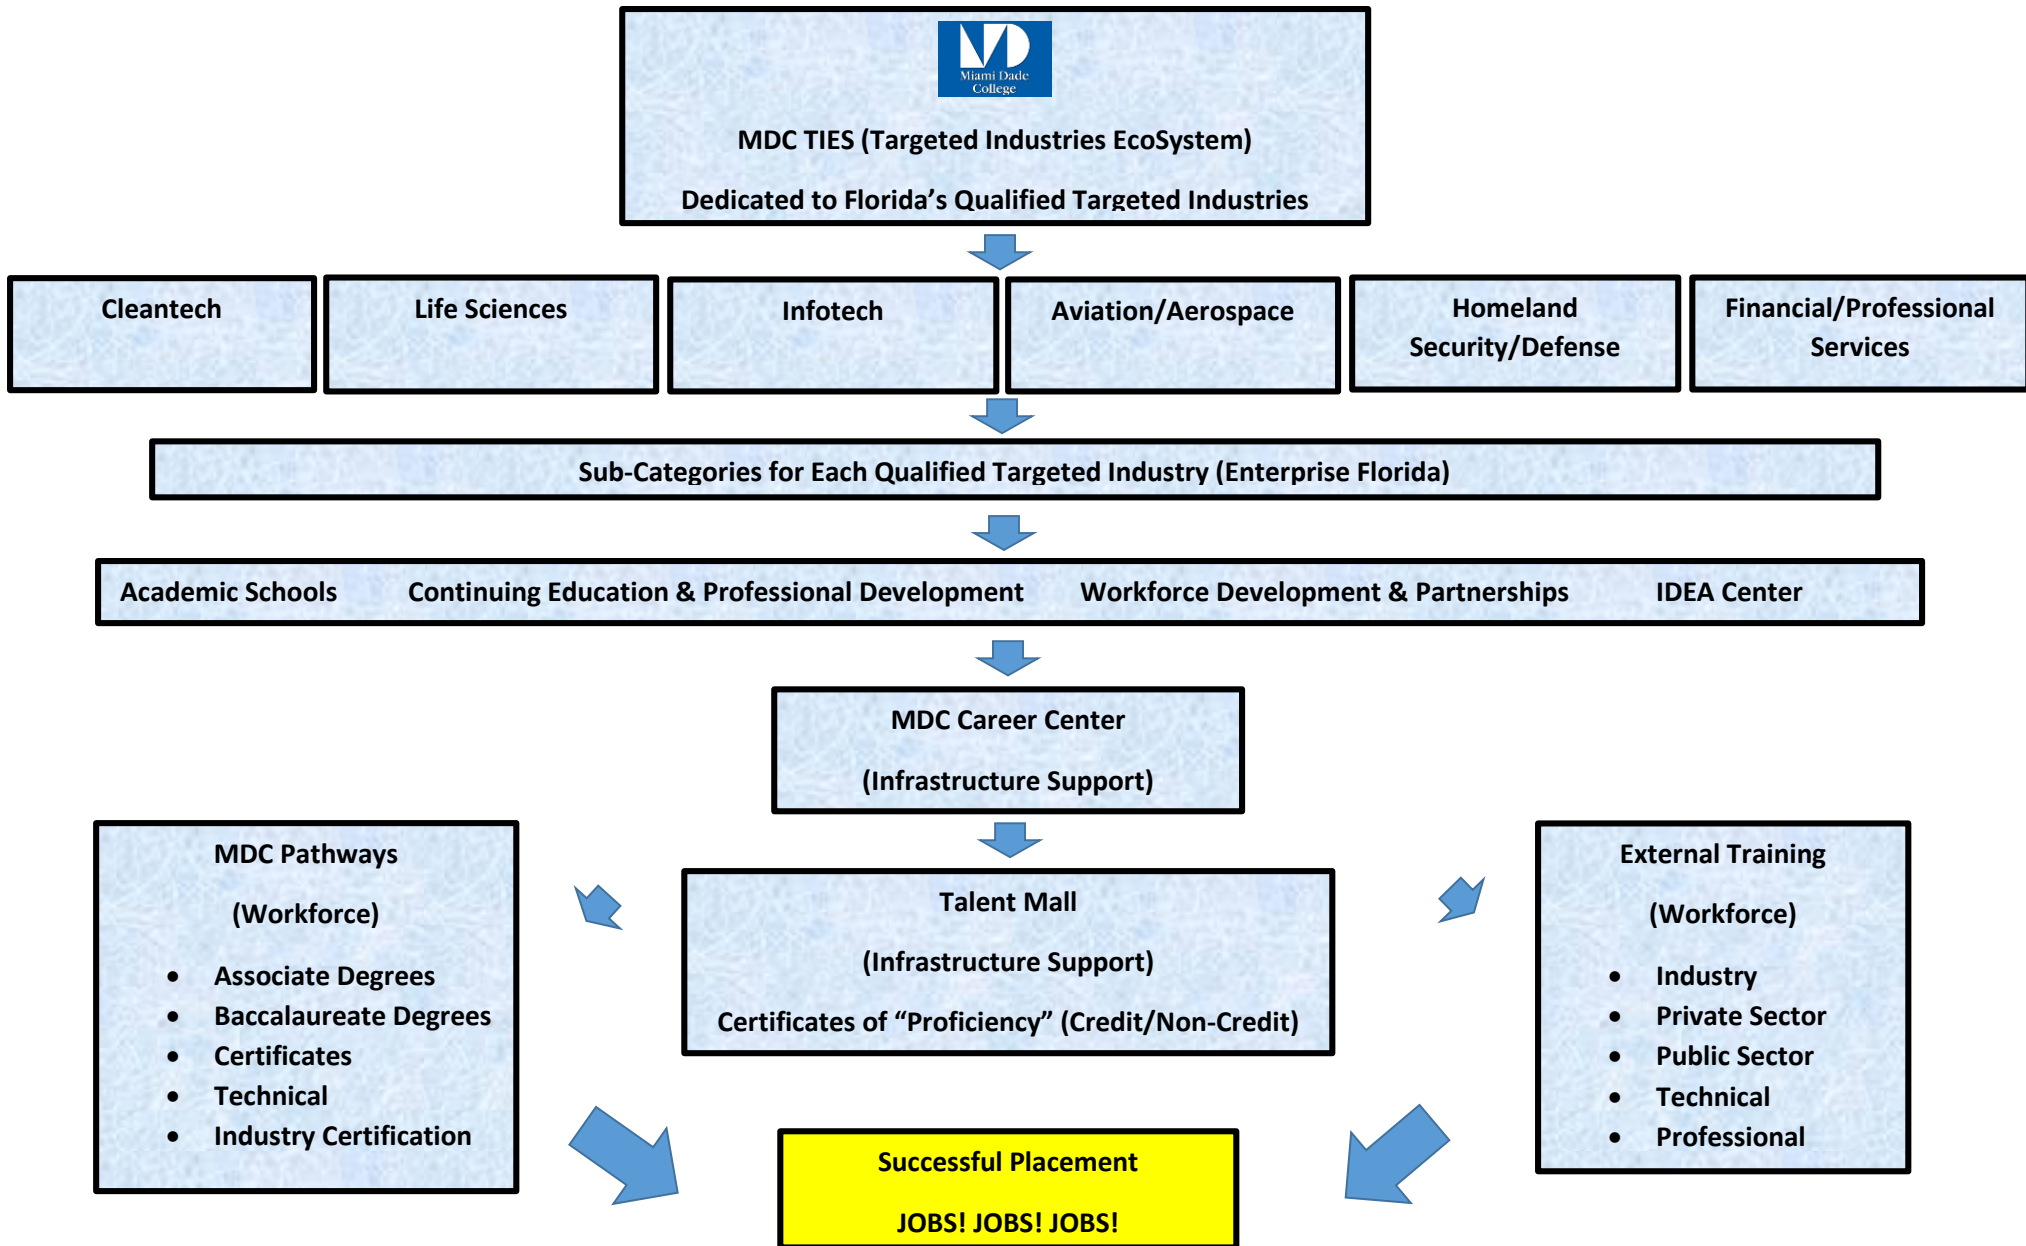 Miami Dade
College
MDC TIES (Targeted Industries EcoSystem)
Dedicated to Florida’s Qualified Targeted Industries
Cleantech
Life Sciences
Infotech
Aviation/Aerospace
Homeland
Security/Defense
Financial/Professional
Services
Sub-Categories for Each Qualified Targeted Industry (Enterprise Florida)
Academic Schools Continuing Education & Professional Development Workforce Development & Partnerships IDEA Center
MDC Career Center
(Infrastructure Support)
MDC Pathways
(Workforce)
• Associate Degrees
• Baccalaureate Degrees
• Certificates
• Technical
• Industry Certification
Talent Mall
(Infrastructure Support)
Certificates of “Proficiency” (Credit/Non-Credit)
External Training
(Workforce)
• Industry
• Private Sector
• Public Sector
• Technical
• Professional
Successful Placement
JOBS! JOBS! JOBS!